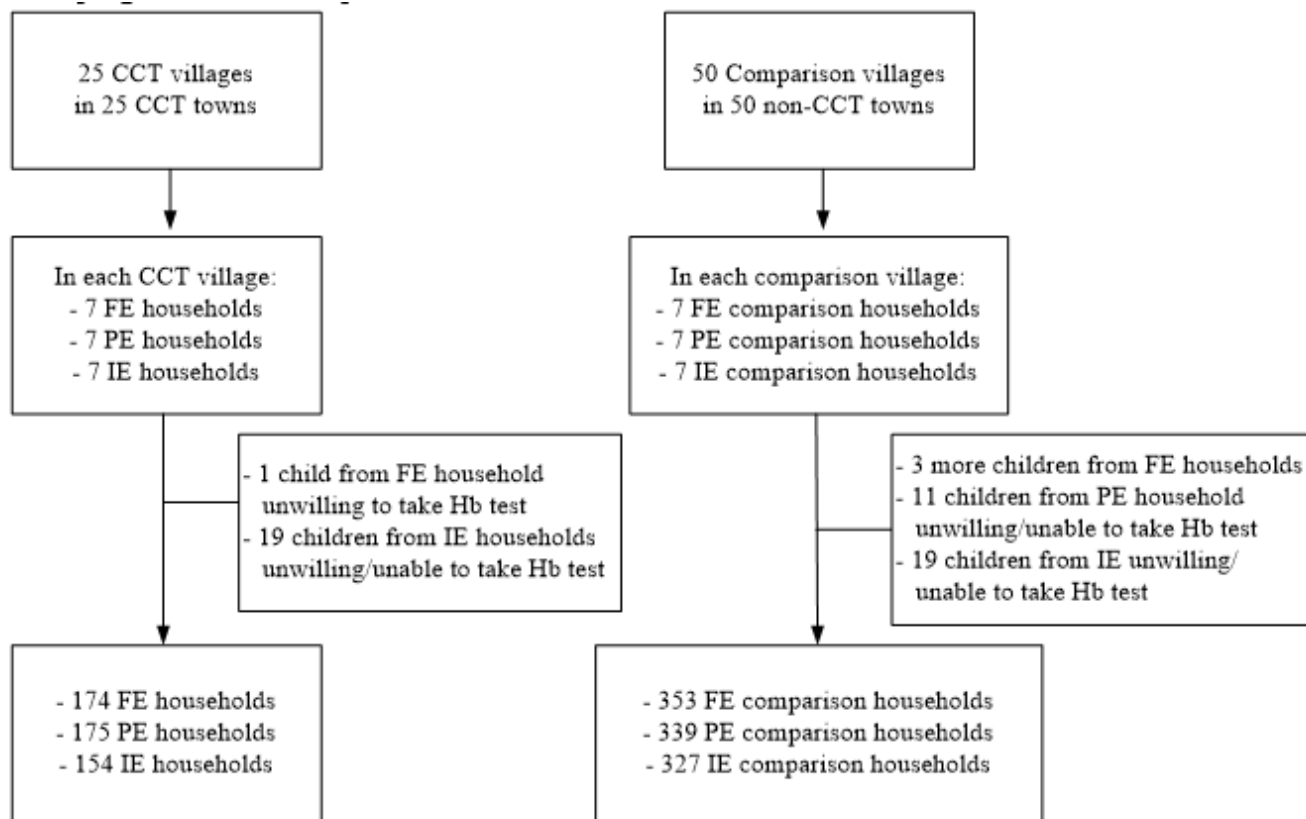 25 CCT villages
in 25 CCT towns
50 Comparison villages
in 50 non-CCT towns
In each CCT village:
- 7 FE households
- 7 PE households
- 7 IE households
In each comparison village:
- 7 FE comparison households
- 7 PE comparison households
- 7 IE comparison households
- 1 child from FE household
unwilling to take Hb test
- 19 children from IE households
unwilling/unable to take Hb test
- 3 more children from FE households
- 11 children from PE household
unwilling/unable to take Hb test
- 19 children from IE unwilling/
unable to take Hb test
- 174 FE households
- 175 PE households
- 154 IE households
- 353 FE comparison households
- 339 PE comparison households
- 327 IE comparison households